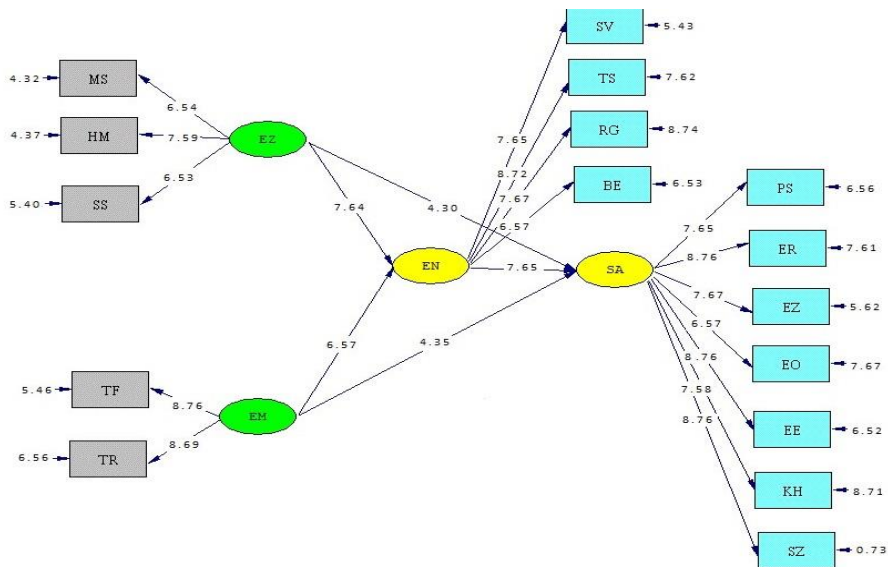 SV
5.43
4.32
MS
TS
7.62
6.54
4.37
HM
7.59
EZ
RG
8.74
7.65
6.53
8.72
5.40
SS
7.67
BE
6.53
PS
6.56
7.64
4.30
6.57
7.65
EN
7.65
SA
8.76
ER
7.61
7.67
EZ
5.62
6.57
6.57
4.35
8.76
EO
7.67
5.46
TF
8.76
7.58
EM
8.76
EE
6.52
6.56
TR
8.69
KH
8.71
SZ
0.73